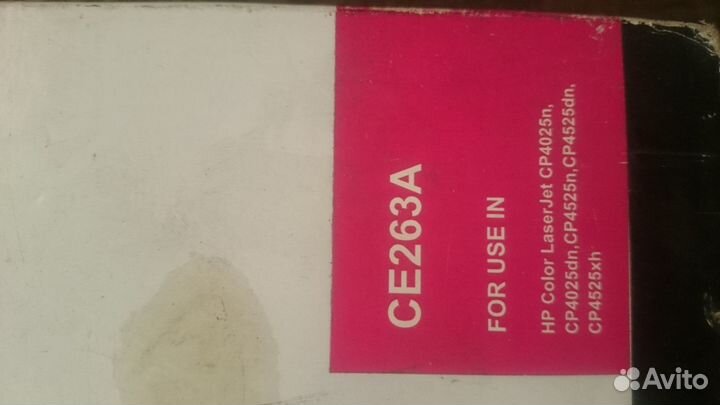 CE263A
FOR USE IN
HP Color LaserJet CP4025n,
CP4025dn,CP4525n,CP4525dn,
CP4525xh
Avito